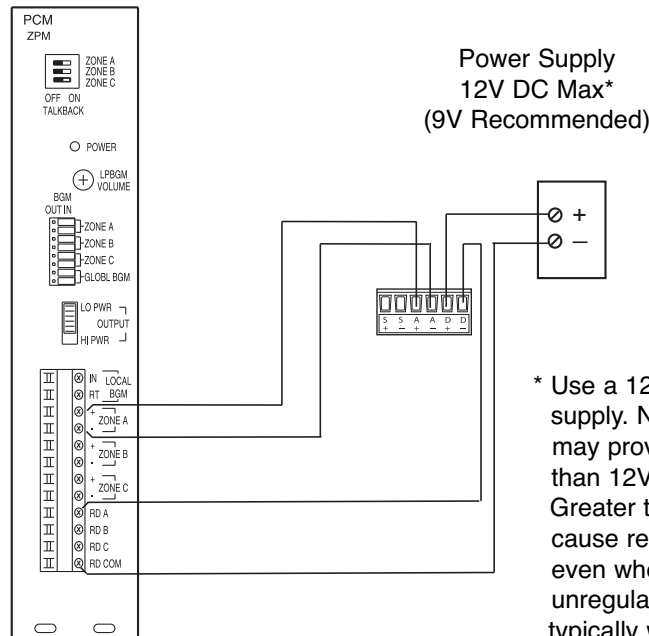 PCM
ZPM
ZONE A
ZONE B
ZONE C
OFF ON
TALKBACK
POWER
LPBGM
VOLUME
BGM
OUT IN
ZONE A
ZONE B
ZONE C
GLOBL BGM
LO PWR
OUTPUT
HI PWR
IN LOCAL
RT BGM
+
- ZONE A
+
- ZONE B
+
- ZONE C
RD A
RD B
RD C
RD COM
Power Supply
12V DC Max*
(9V Recommended)
+
–
S S A A D D
+ – + – + –
* Use a 12
supply. N
may prov
than 12V
Greater t
cause re
even whe
unregula
typically w